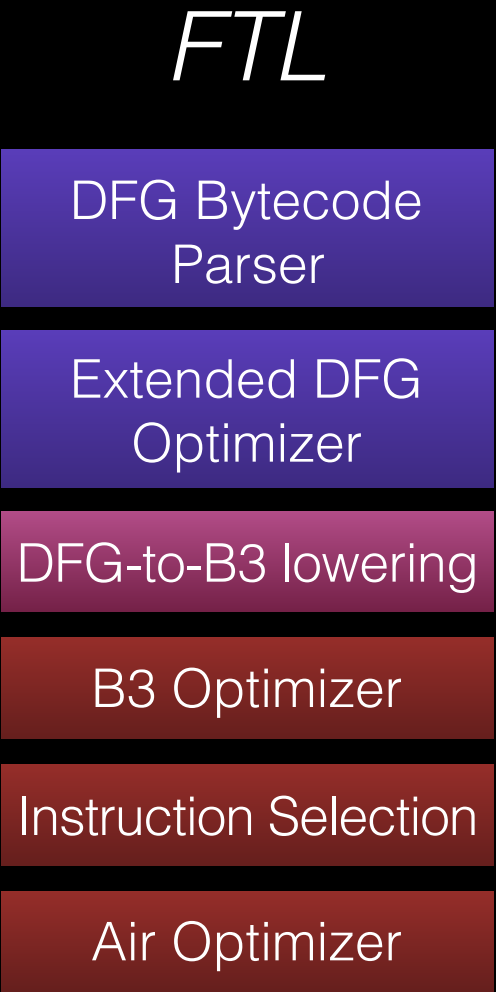 FTL
DFG Bytecode
Parser
Extended DFG
Optimizer
DFG-to-B3 lowering
B3 Optimizer
Instruction Selection
Air Optimizer